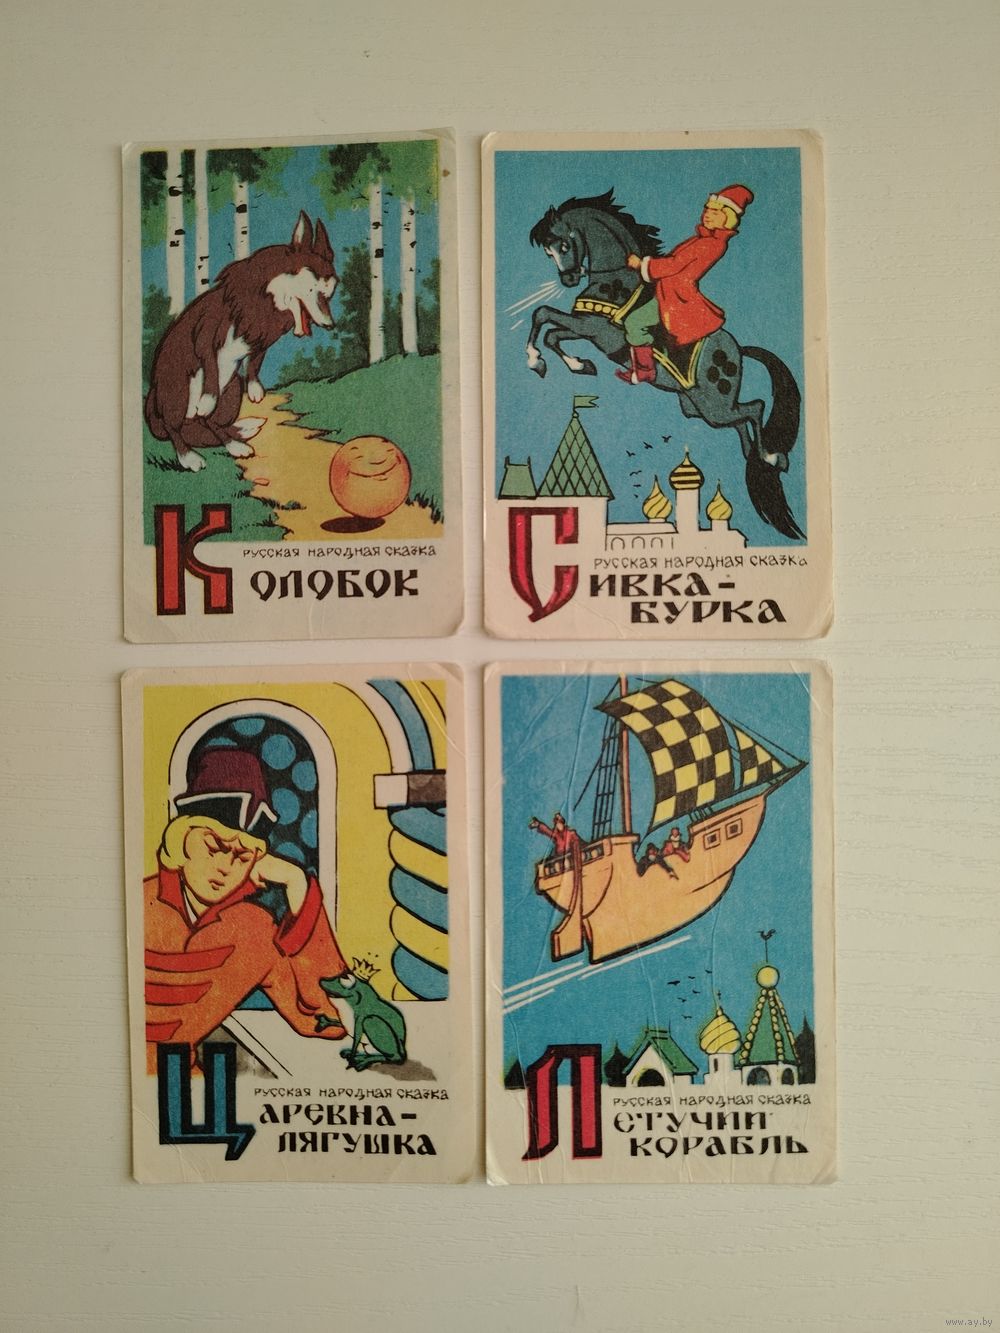 РУССКАЯ НАРОДНАЯ СКАЗКА
КОЛОБОК
РУССКАЯ НАРОДНАЯ СКАЗКА
СИВКА-
БУРКА
РУССКАЯ НАРОДНАЯ СКАЗКА
ЦАРЕВНА-
ЛЯГУШКА
РУССКАЯ НАРОДНАЯ СКАЗКА
ЛЕТУЧИЙ
КОРАБЛЬ
www.ay.by